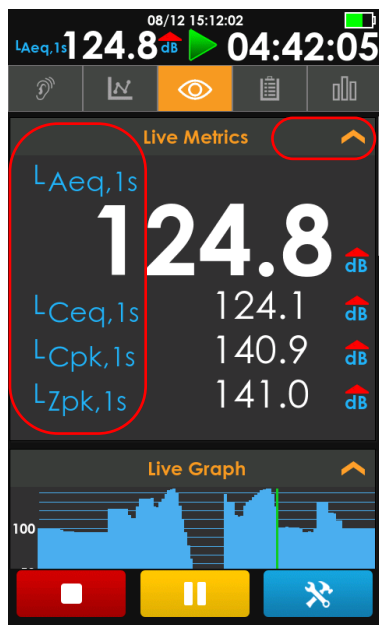 08/12 15:12:02
LAeq,1s 124.8 dB 04:42:05
Live Metrics
LAeq,1s
124.8 dB
LCeq,1s 124.1 dB
LCpk,1s 140.9 dB
LZpk,1s 141.0 dB
Live Graph
100